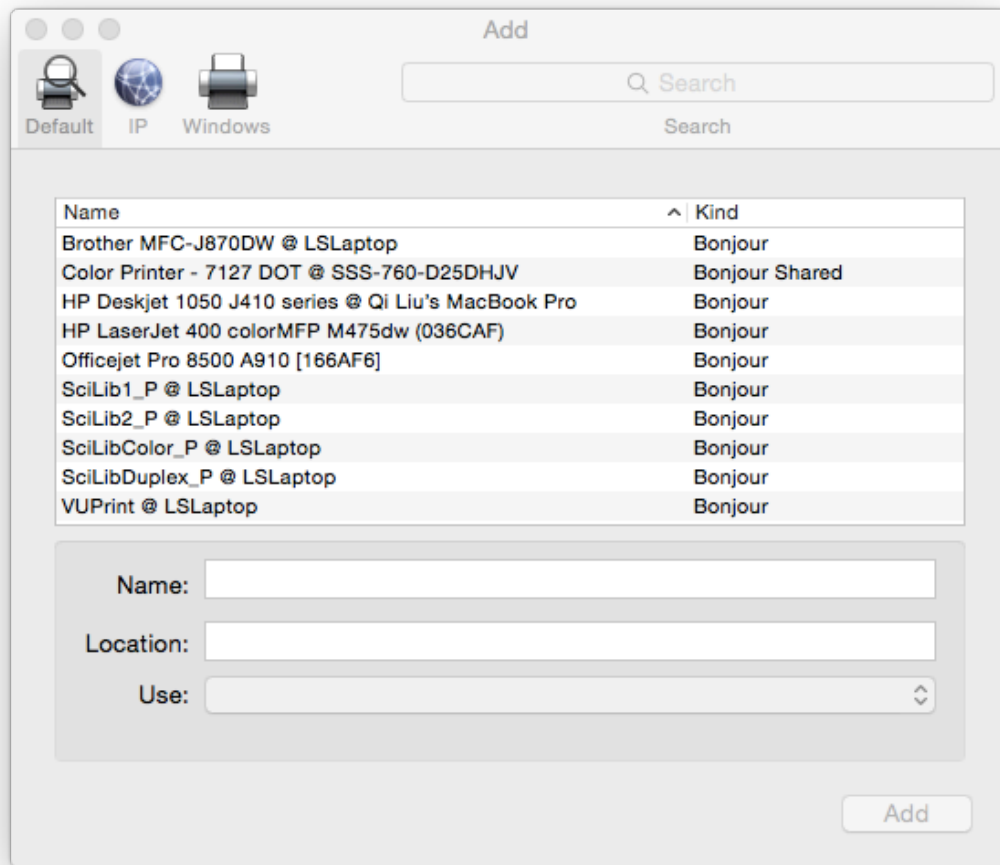 Add
Default IP Windows
Search
Search
Name Kind
Brother MFC-J870DW @ LSLaptop Bonjour
Color Printer - 7127 DOT @ SSS-760-D25DHJV Bonjour Shared
HP Deskjet 1050 J410 series @ Qi Liu's MacBook Pro Bonjour
HP LaserJet 400 colorMFP M475dw (036CAF) Bonjour
Officejet Pro 8500 A910 [166AF6] Bonjour
SciLib1_P @ LSLaptop Bonjour
SciLib2_P @ LSLaptop Bonjour
SciLibColor_P @ LSLaptop Bonjour
SciLibDuplex_P @ LSLaptop Bonjour
VUPrint @ LSLaptop Bonjour
Name:
Location:
Use:
Add